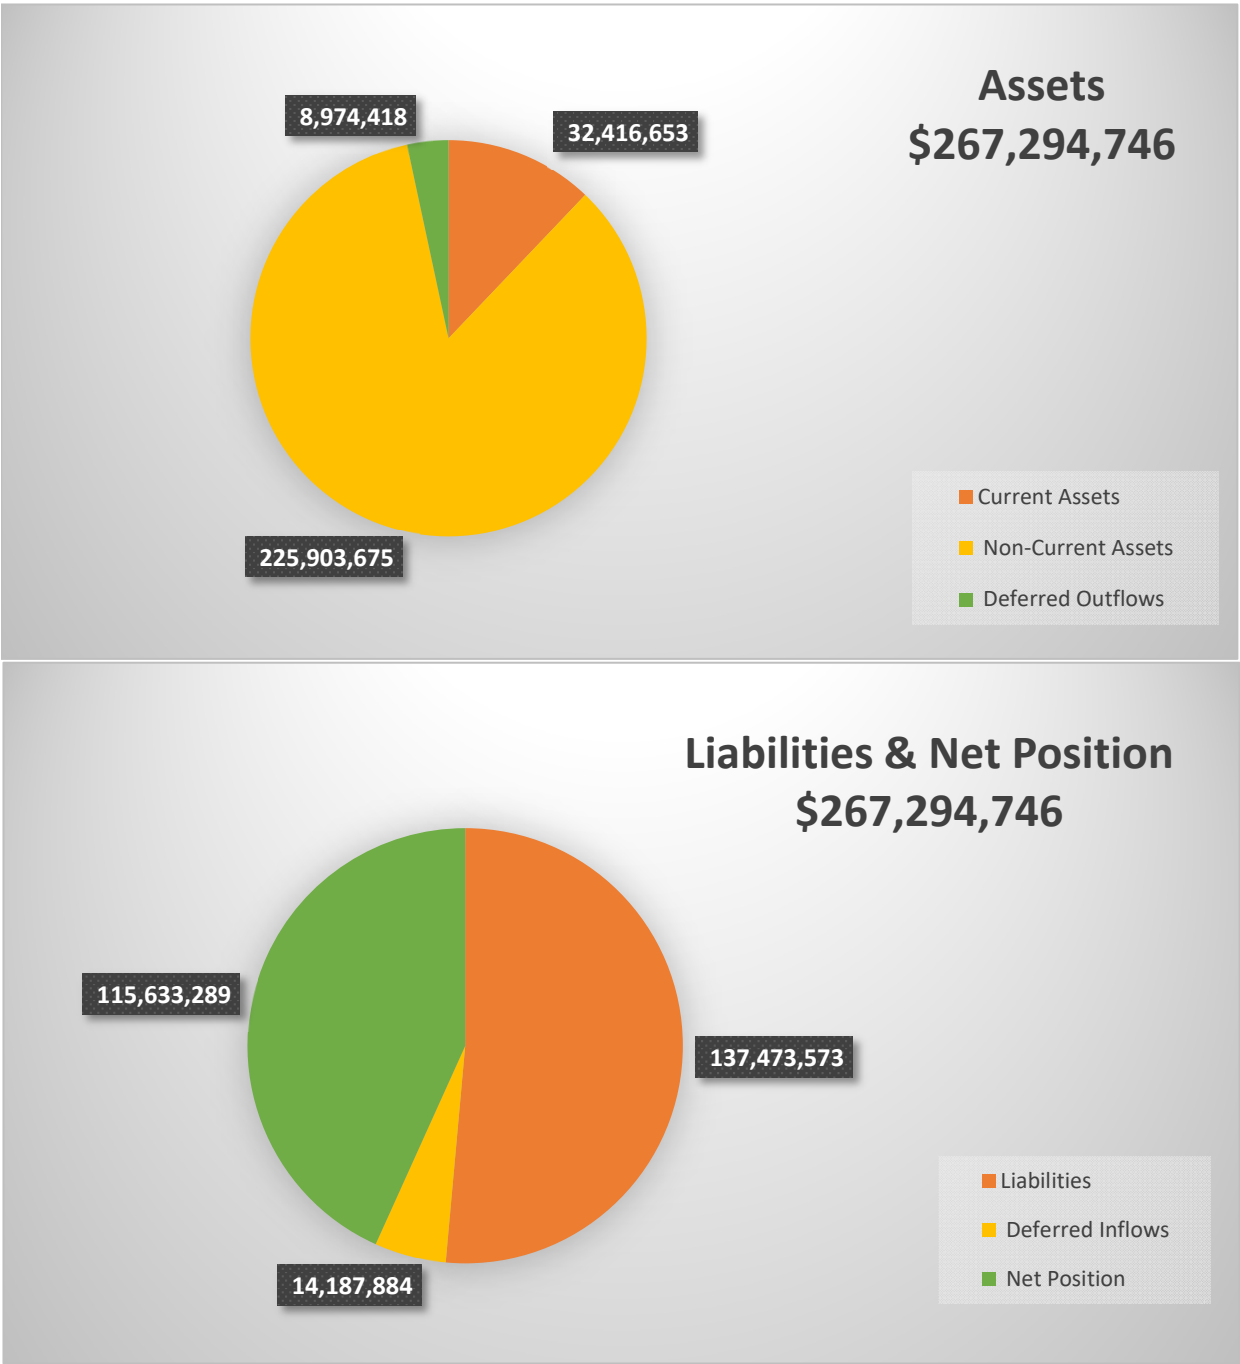 Assets
$267,294,746
8,974,418
32,416,653
225,903,675
Current Assets
Non-Current Assets
Deferred Outflows
Liabilities & Net Position
$267,294,746
115,633,289
137,473,573
14,187,884
Liabilities
Deferred Inflows
Net Position